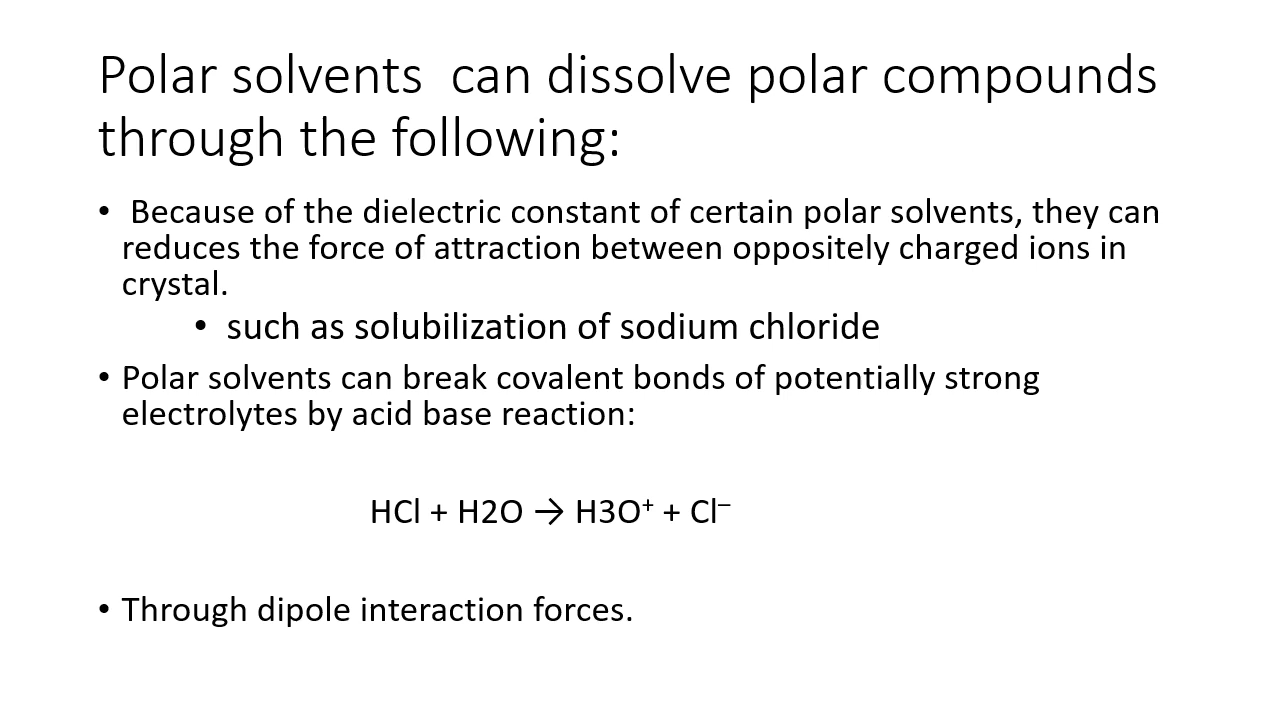 Polar solvents  can dissolve polar compounds
through the following:
•  Because of the dielectric constant of certain polar solvents, they can
reduces the force of attraction between oppositely charged ions in
crystal.
• such as solubilization of sodium chloride
• Polar solvents can break covalent bonds of potentially strong
electrolytes by acid base reaction:
HCl + H2O → H3O⁺ + Cl⁻
• Through dipole interaction forces.